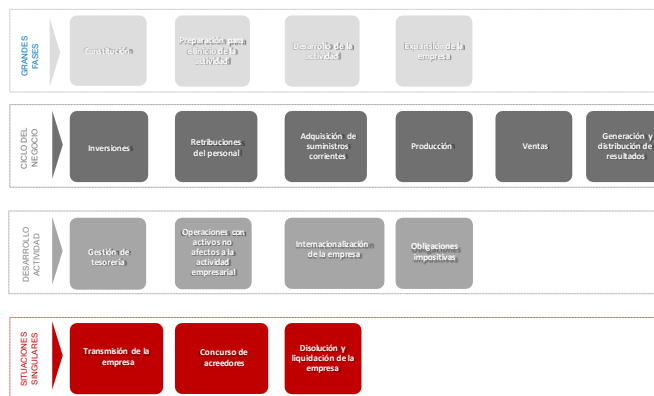 GRANDES
FASES
Constitución
Preparación para
el inicio de la
actividad
Desarrollo de la
actividad
Expansión de la
empresa
CICLO DEL
NEGOCIO
Inversiones
Retribuciones
del personal
Adquisición de
suministros
corrientes
Producción
Ventas
Generación y
distribución de
resultados
DESARROLLO
ACTIVIDAD
Gestión de
tesorería
Operaciones con
activos no
afectos a la
actividad
empresarial
Internacionalización
de la empresa
Obligaciones
impositivas
SITUACIONES
SINGULARES
Transmisión de la
empresa
Concurso de
acreedores
Disolución y
liquidación de la
empresa